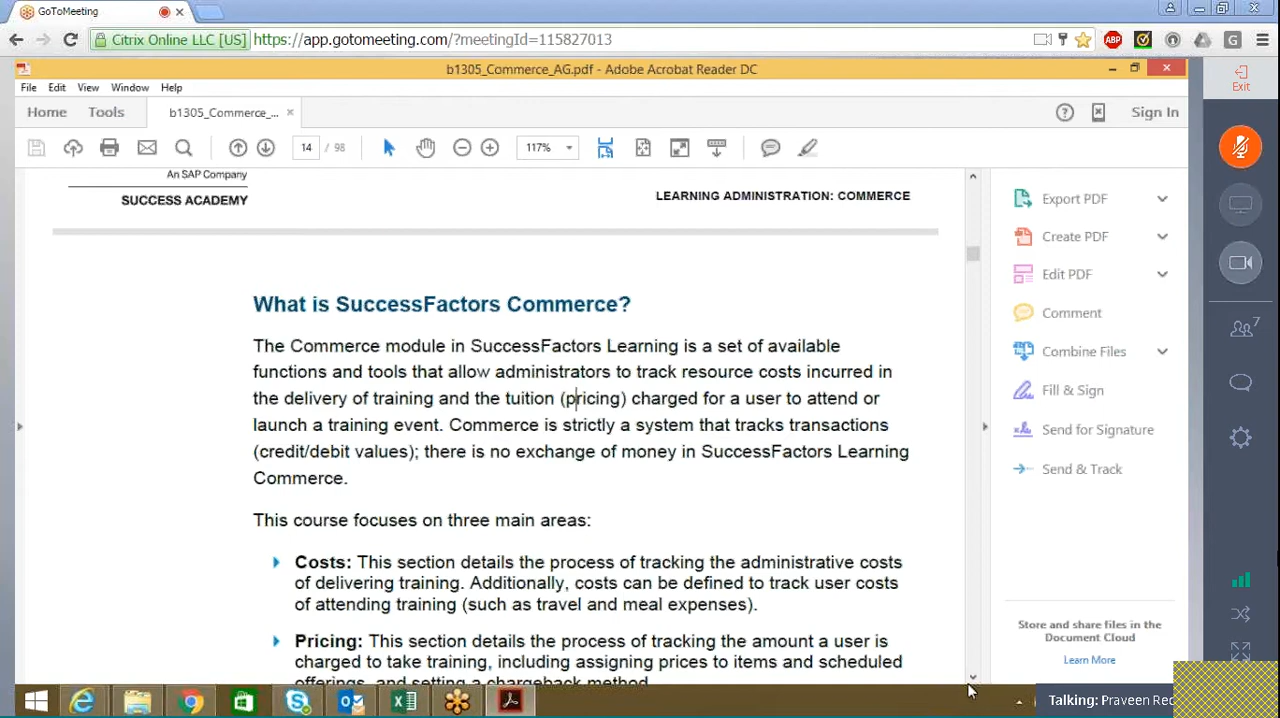 GoToMeeting
Citrix Online LLC [US] https://app.gotomeeting.com/?meetingId=115827013
ABP
G
b1305_Commerce_AG.pdf - Adobe Acrobat Reader DC
Exit
File Edit View Window Help
Home Tools b1305_Commerce_... Sign In
14 / 98 117%
An SAP Company
SUCCESS ACADEMY
LEARNING ADMINISTRATION: COMMERCE
What is SuccessFactors Commerce?
The Commerce module in SuccessFactors Learning is a set of available
functions and tools that allow administrators to track resource costs incurred in
the delivery of training and the tuition (pricing) charged for a user to attend or
launch a training event. Commerce is strictly a system that tracks transactions
(credit/debit values); there is no exchange of money in SuccessFactors Learning
Commerce.
This course focuses on three main areas:
Costs: This section details the process of tracking the administrative costs
of delivering training. Additionally, costs can be defined to track user costs
of attending training (such as travel and meal expenses).
Pricing: This section details the process of tracking the amount a user is
charged to take training, including assigning prices to items and scheduled
offerings, and setting a chargeback method.
Export PDF
Create PDF
Edit PDF
Comment
Combine Files
Fill & Sign
Send for Signature
Send & Track
Store and share files in the
Document Cloud
Learn More
7
Talking: Praveen Rec